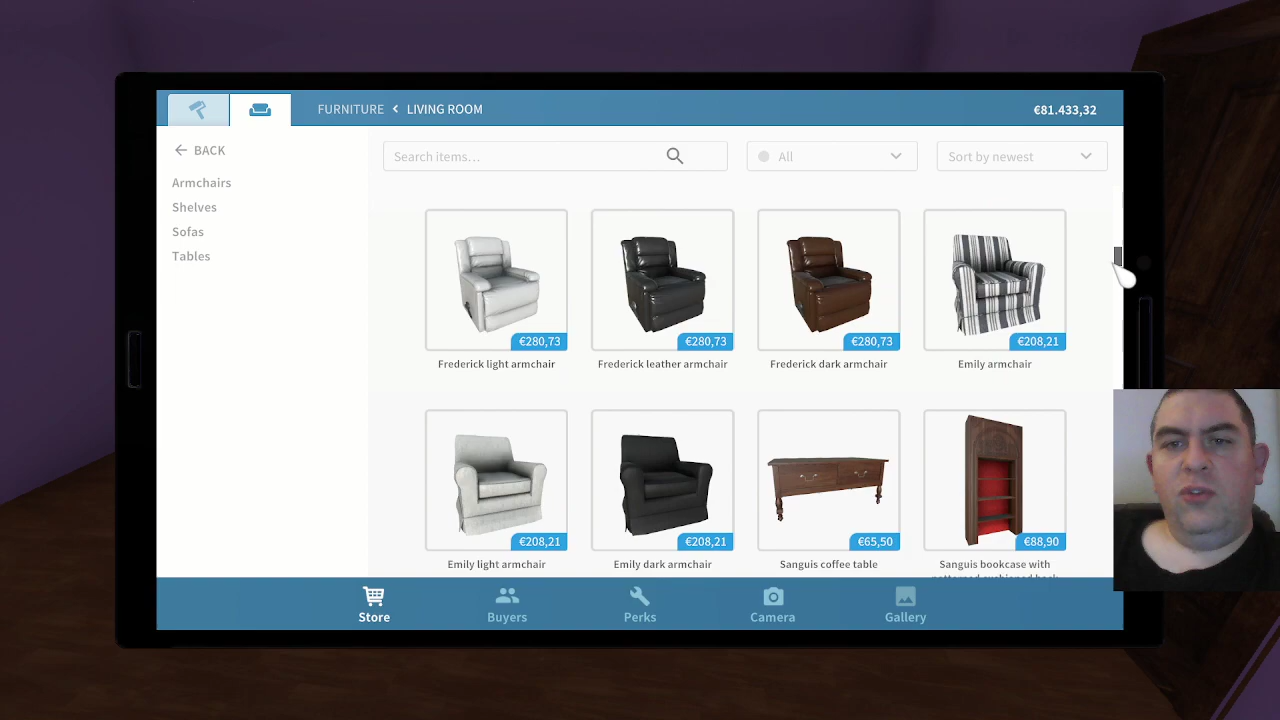 FURNITURE < LIVING ROOM
€81.433,32
BACK
Search items...
All
Sort by newest
Armchairs
Shelves
Sofas
Tables
€280,73
€280,73
€280,73
€208,21
Frederick light armchair
Frederick leather armchair
Frederick dark armchair
Emily armchair
€208,21
€208,21
€65,50
€88,90
Emily light armchair
Emily dark armchair
Sanguis coffee table
Sanguis bookcase with
Store
Buyers
Perks
Camera
Gallery